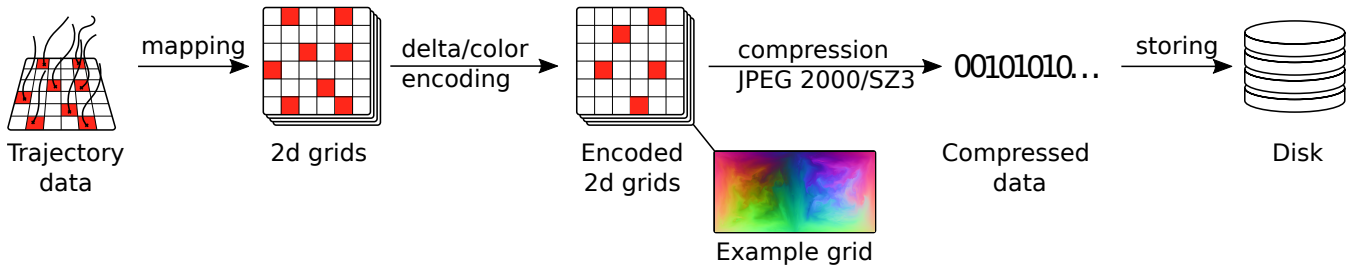 mapping
delta/color
encoding
compression
JPEG 2000/SZ3
00101010...
storing
Trajectory
data
2d grids
Encoded
2d grids
Compressed
data
Disk
Example grid